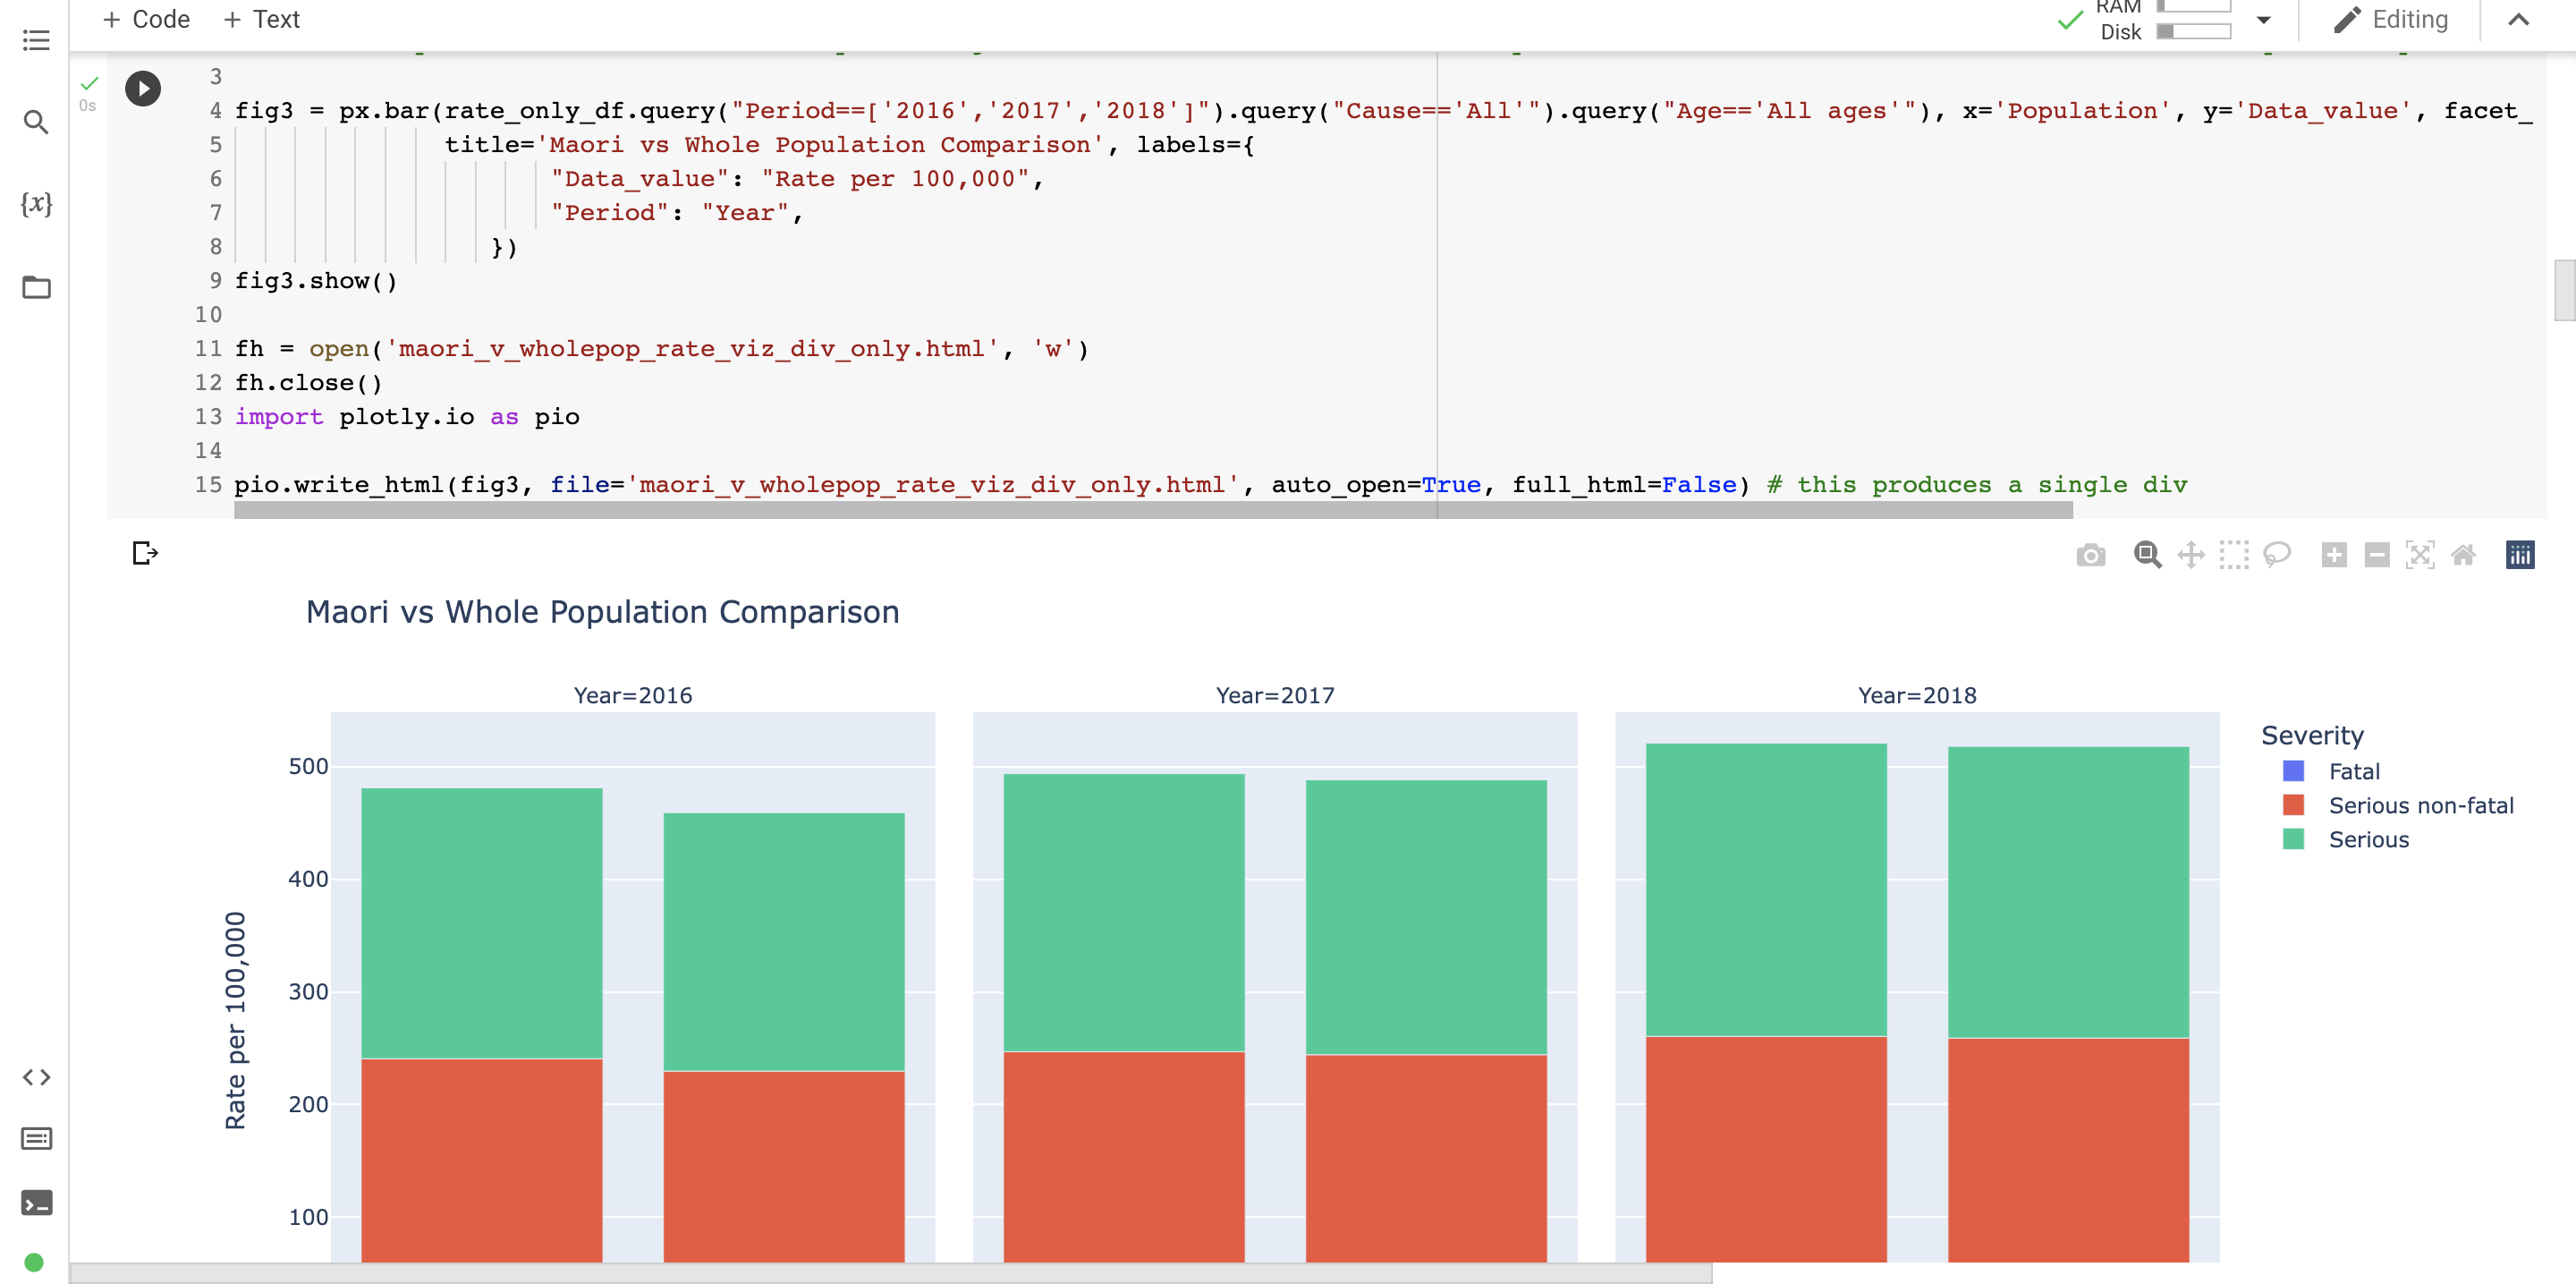 + Code + Text
RAM
Disk
Editing
0s
{x}
3
4 fig3 = px.bar(rate_only_df.query("Period==['2016','2017','2018']").query("Cause=='All'").query("Age=='All ages'"), x='Population', y='Data_value', facet_
5 title='Maori vs Whole Population Comparison', labels={
6 "Data_value": "Rate per 100,000",
7 "Period": "Year",
8 })
9 fig3.show()
10
11 fh = open('maori_v_wholepop_rate_viz_div_only.html', 'w')
12 fh.close()
13 import plotly.io as pio
14
15 pio.write_html(fig3, file='maori_v_wholepop_rate_viz_div_only.html', auto_open=True, full_html=False) # this produces a single div
Maori vs Whole Population Comparison
Year=2016
Year=2017
Year=2018
Severity
Fatal
Serious non-fatal
Serious
500
400
300
200
100
Rate per 100,000